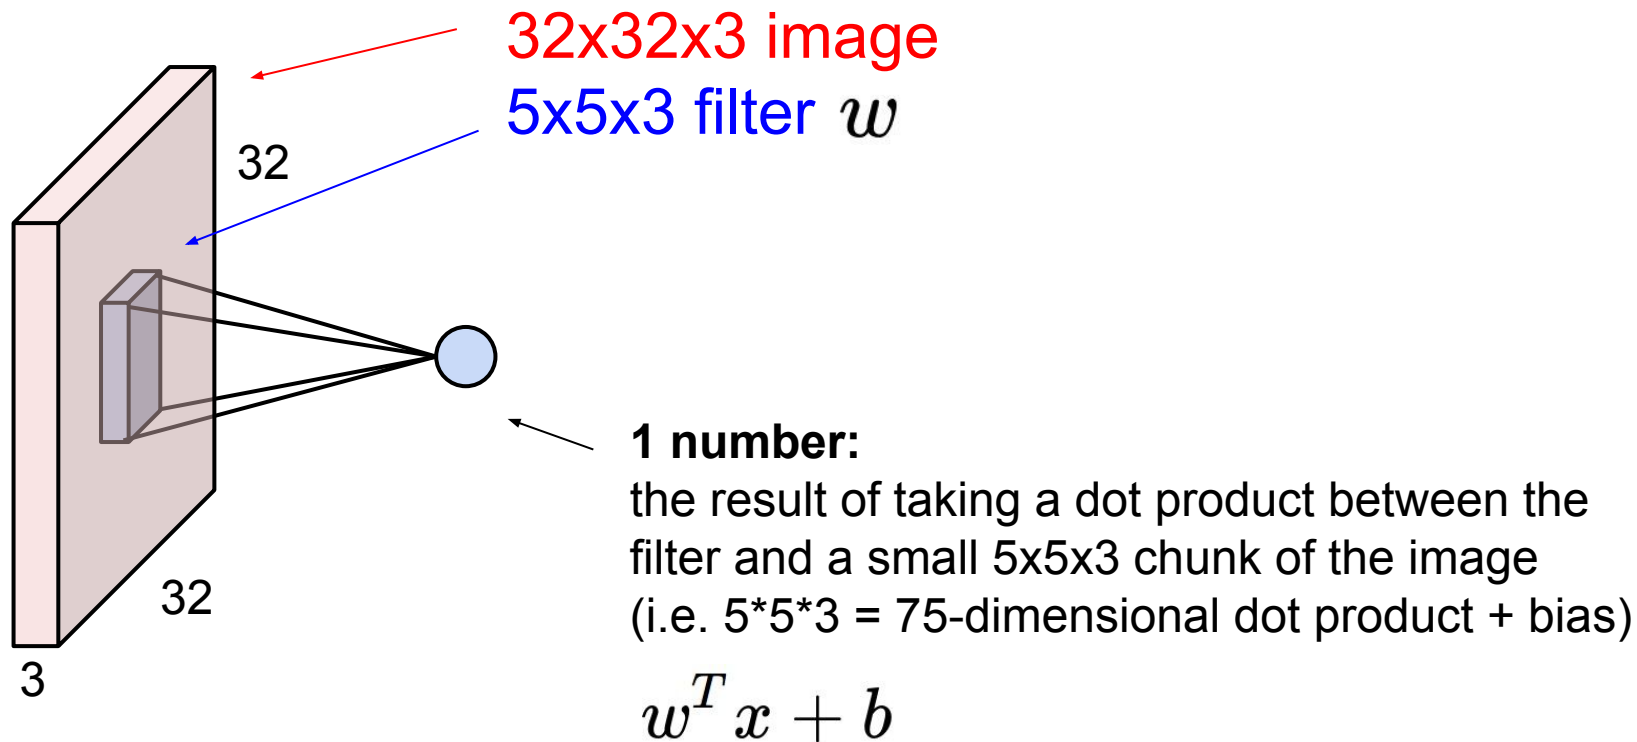 32x32x3 image
5x5x3 filter w
32
32
3
1 number:
the result of taking a dot product between the
filter and a small 5x5x3 chunk of the image
(i.e. 5*5*3 = 75-dimensional dot product + bias)
w^T x + b